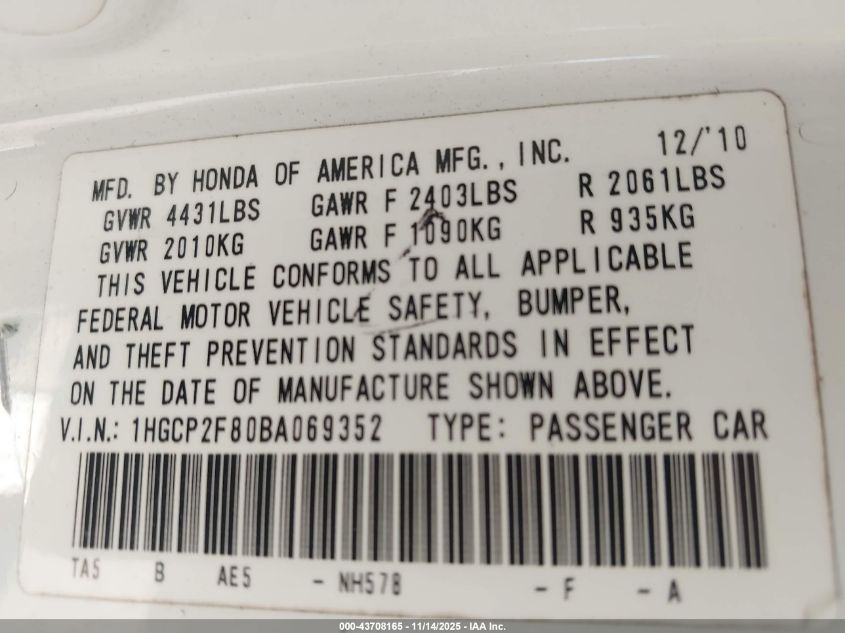 MFD. BY HONDA OF AMERICA MFG., INC. 12/'10
GVWR 4431LBS GAWR F 2403LBS R 2061LBS
GVWR 2010KG GAWR F 1090KG R 935KG
THIS VEHICLE CONFORMS TO ALL APPLICABLE
FEDERAL MOTOR VEHICLE SAFETY, BUMPER,
AND THEFT PREVENTION STANDARDS IN EFFECT
ON THE DATE OF MANUFACTURE SHOWN ABOVE.
V.I.N.: 1HGCP2F80BA069352 TYPE: PASSENGER CAR
TA5 B AE5 - NH578 - F - A
000-43708165 - 11/14/2025 - IAA Inc.